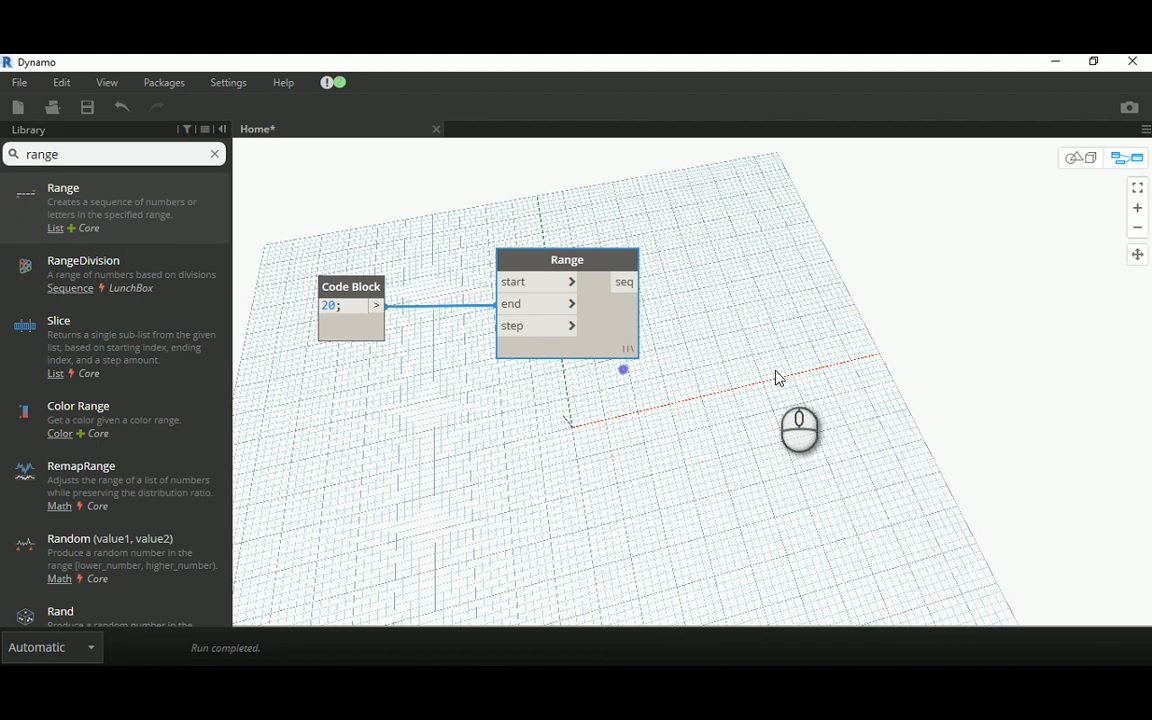 Dynamo
File Edit View Packages Settings Help
Library
Home*
range
Range
Creates a sequence of numbers or
letters in the specified range.
List Core
RangeDivision
A range of numbers based on divisions
Sequence LunchBox
Slice
Returns a single sub-list from the given
list, based on starting index, ending
index, and a step amount.
List Core
Color Range
Get a color given a color range.
Color Core
RemapRange
Adjusts the range of a list of numbers
while preserving the distribution ratio.
Math Core
Random (value1, value2)
Produce a random number in the
range [lower_number, higher_number).
Math Core
Rand
Produce a random number in the
Code Block
20; >
Range
start > seq
end >
step >
Automatic
Run completed.